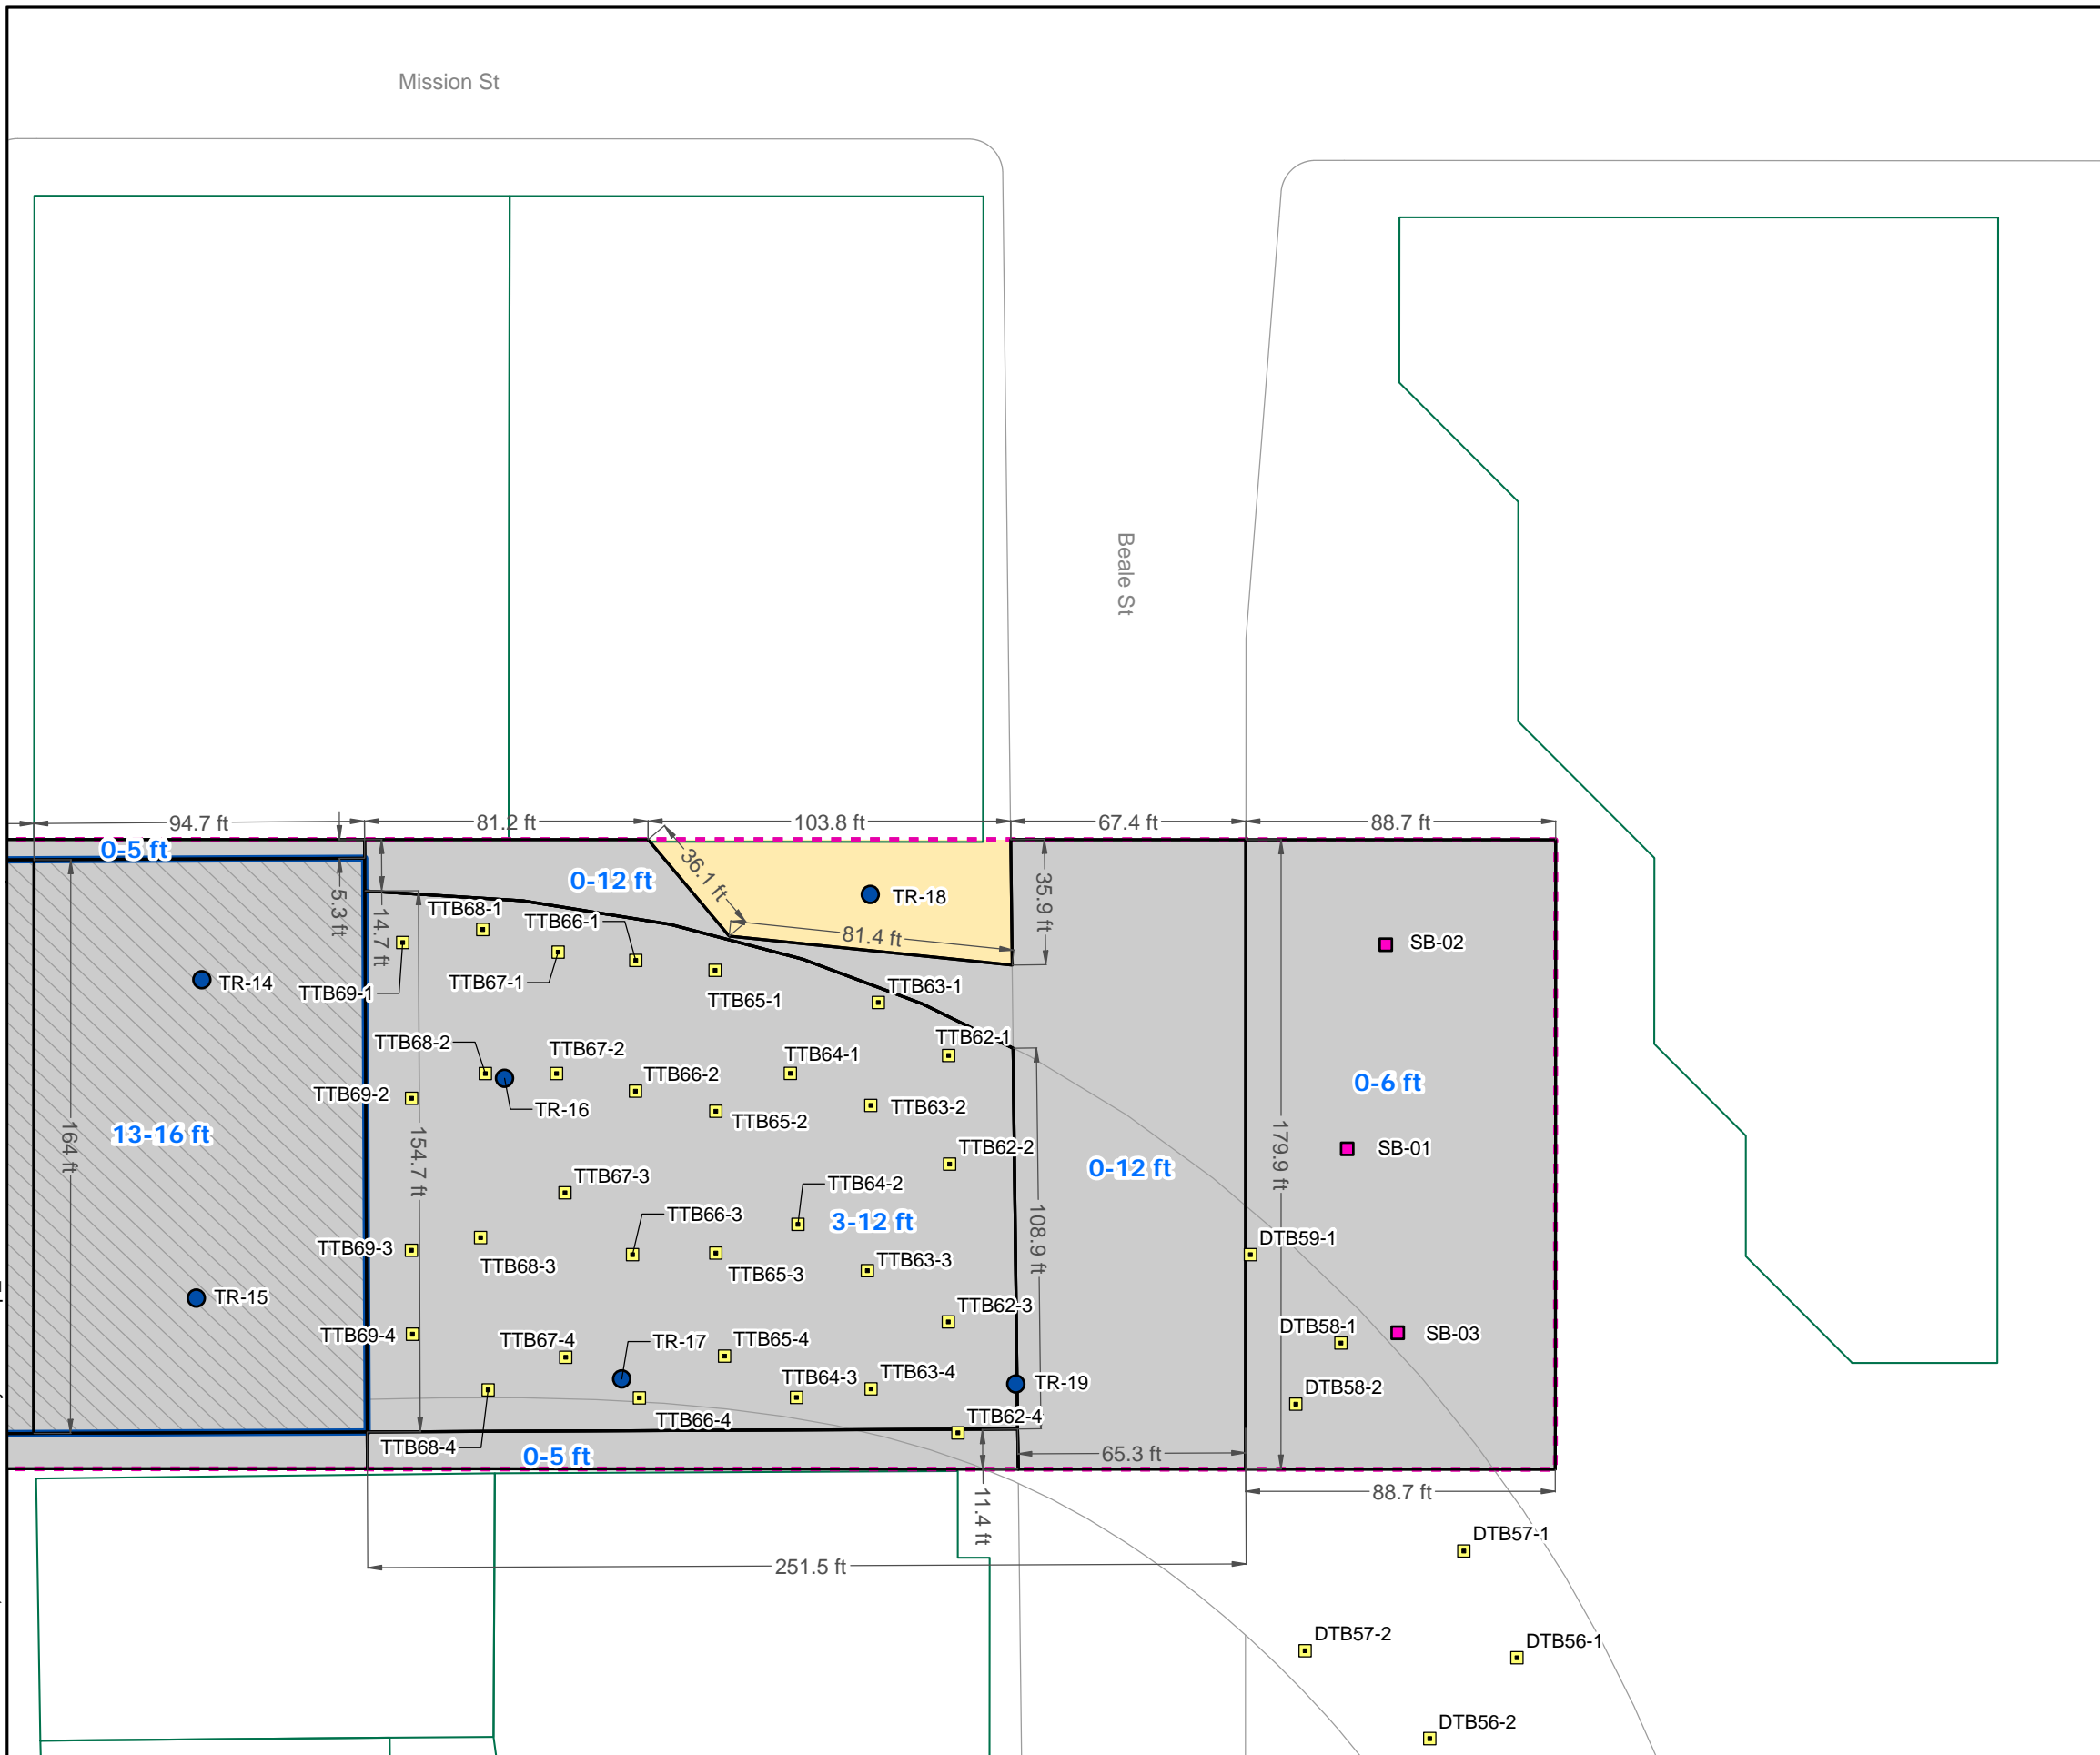 Mission St
Beale St
94.7 ft
81.2 ft
103.8 ft
67.4 ft
88.7 ft
0-5 ft
36.1 ft
0-12 ft
5.3 ft
14.7 ft
35.9 ft
TR-18
TTB68-1
TTB66-1
81.4 ft
SB-02
TR-14
TTB69-1
TTB67-1
TTB65-1
TTB63-1
TTB62-1
TTB68-2
TTB67-2
TTB64-1
TTB66-2
0-6 ft
TTB69-2
TR-16
TTB65-2
TTB63-2
13-16 ft
164 ft
154.7 ft
TTB62-2
0-12 ft
179.9 ft
SB-01
TTB67-3
TTB64-2
TTB66-3
3-12 ft
108.9 ft
DTB59-1
TTB69-3
TTB68-3
TTB65-3
TTB63-3
TR-15
TTB62-3
TTB69-4
TTB67-4
TR-17
TTB65-4
DTB58-1
SB-03
TTB64-3
TTB63-4
TR-19
DTB58-2
TTB66-4
TTB62-4
TTB68-4
0-5 ft
65.3 ft
88.7 ft
11.4 ft
251.5 ft
DTB57-1
DTB57-2
DTB56-1
DTB56-2